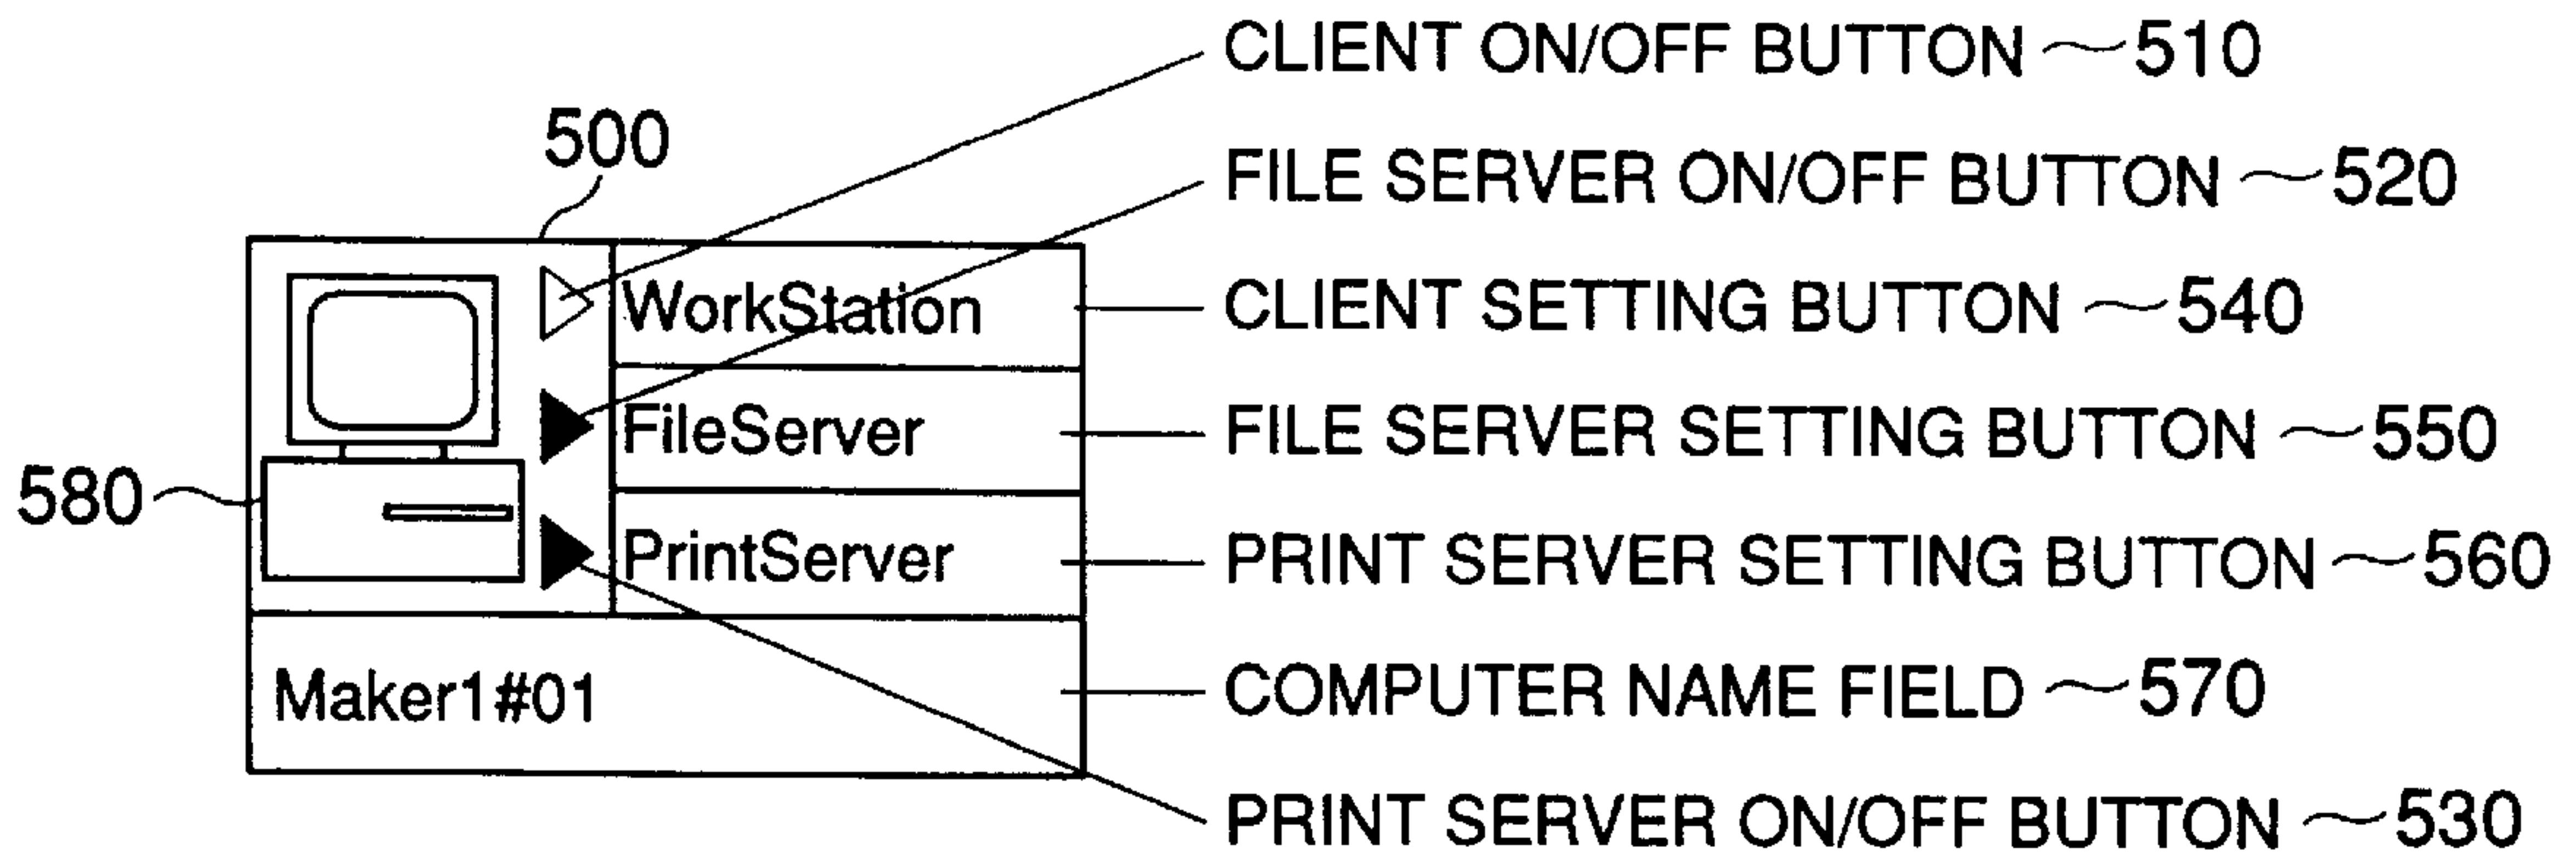 CLIENT ON/OFF BUTTON 510
500
FILE SERVER ON/OFF BUTTON 520
WorkStation
CLIENT SETTING BUTTON 540
FileServer
FILE SERVER SETTING BUTTON 550
580
PrintServer
PRINT SERVER SETTING BUTTON 560
Maker1#01
COMPUTER NAME FIELD 570
PRINT SERVER ON/OFF BUTTON 530